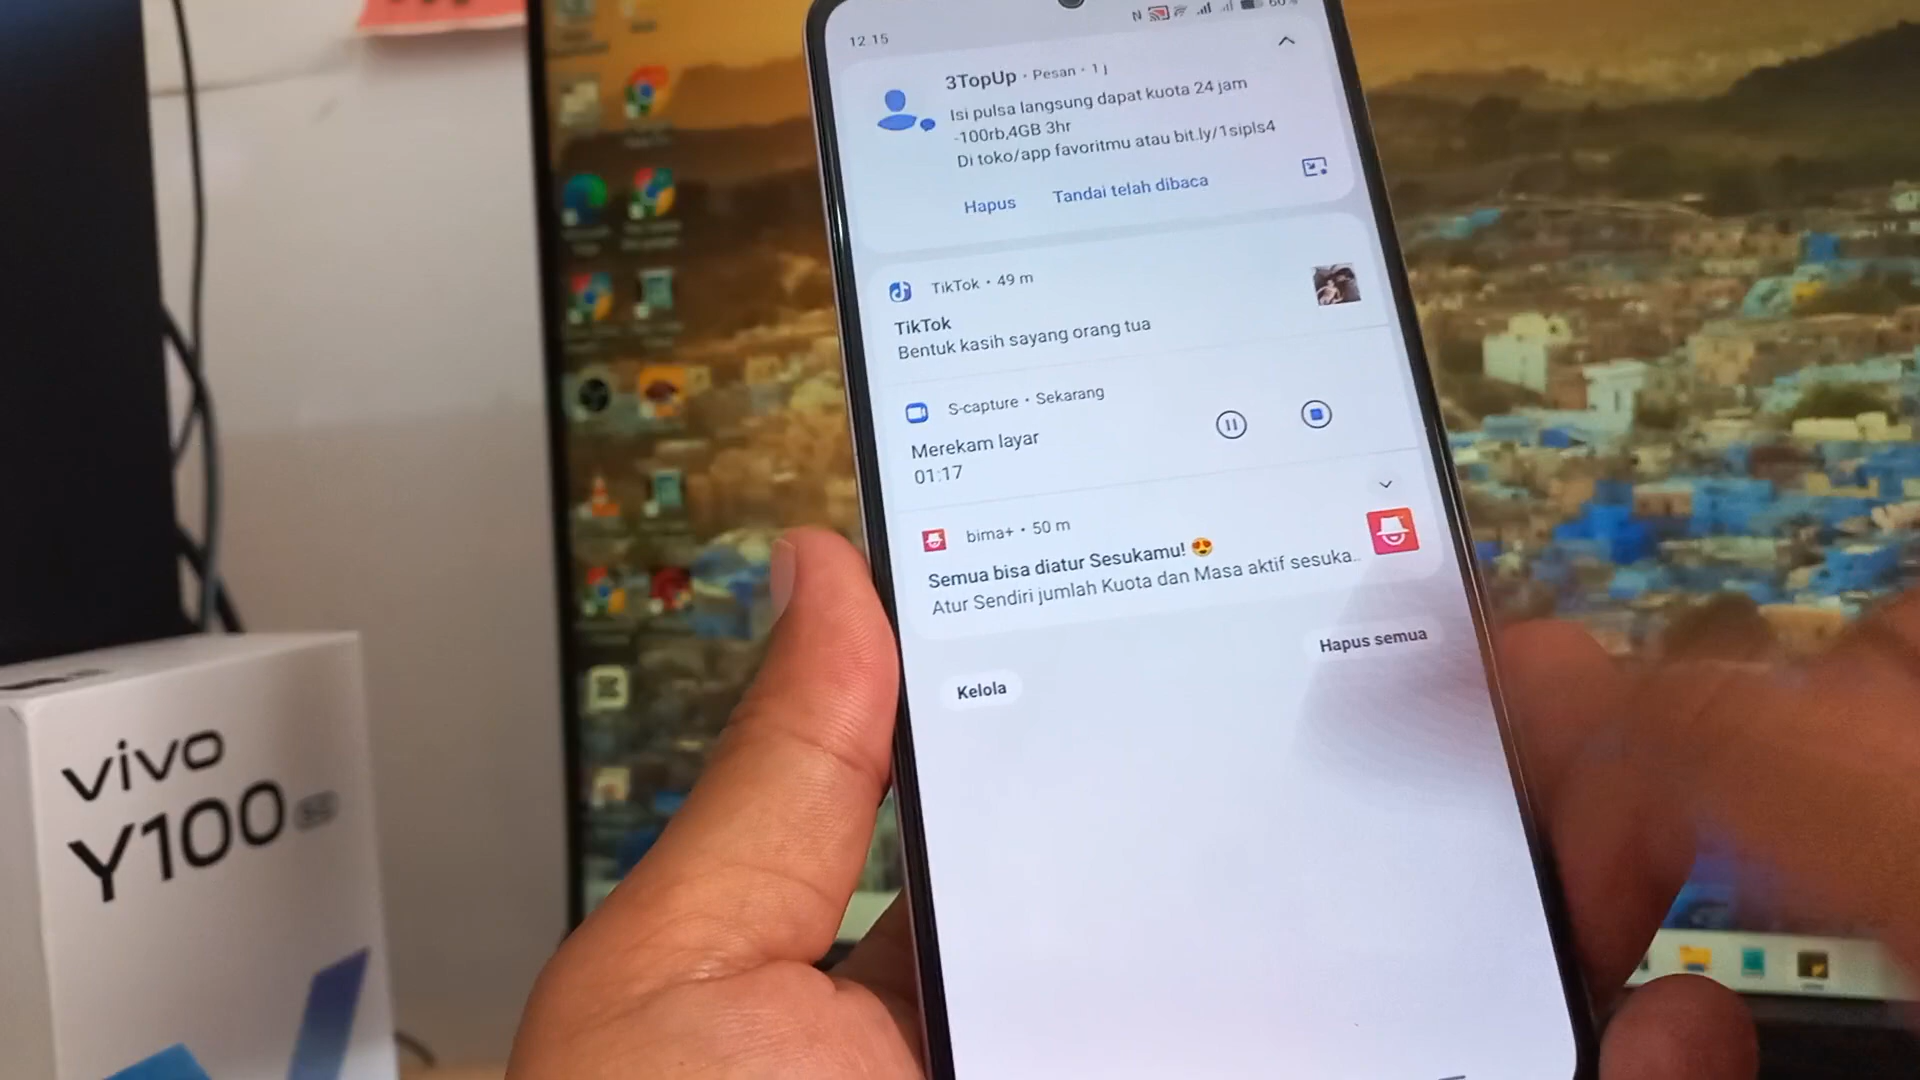 12.15
60%
3TopUp · Pesan · 1 j
Isi pulsa langsung dapat kuota 24 jam
-100rb,4GB 3hr
Di toko/app favoritmu atau bit.ly/1sipls4
Hapus
Tandai telah dibaca
TikTok · 49 m
TikTok
Bentuk kasih sayang orang tua
S-capture · Sekarang
Merekam layar
01:17
bima+ · 50 m
Semua bisa diatur Sesukamu! 😍
Atur Sendiri jumlah Kuota dan Masa aktif sesuka..
Hapus semua
Kelola
vivo
Y100